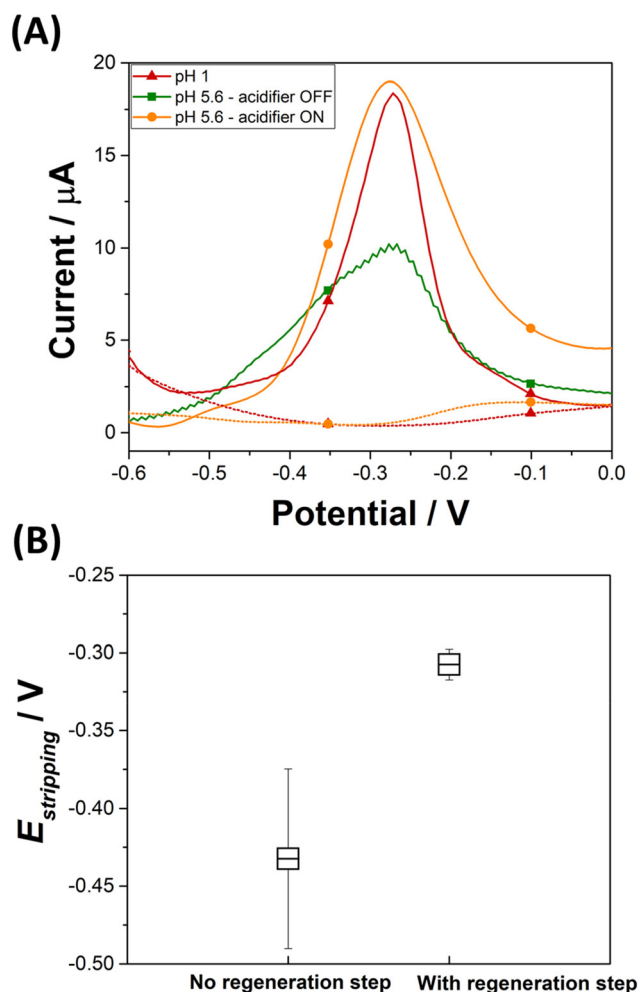 (A)
20
15
10
5
0
Current / μA
pH 1
pH 5.6 - acidifier OFF
pH 5.6 - acidifier ON
-0.6 -0.5 -0.4 -0.3 -0.2 -0.1 0.0
Potential / V
(B)
-0.25
-0.30
-0.35
-0.40
-0.45
-0.50
E stripping / V
No regeneration step With regeneration step